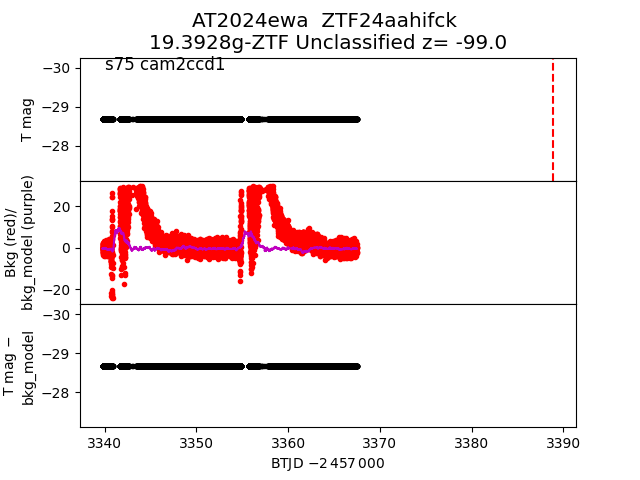 AT2024ewa  ZTF24aahifck
19.3928g-ZTF Unclassified z= -99.0
s75 cam2ccd1
−30
−29
−28
T mag
20
0
−20
Bkg (red)/
bkg_model (purple)
−30
−29
−28
T mag −
bkg_model
3340
3350
3360
3370
3380
3390
BTJD −2 457 000